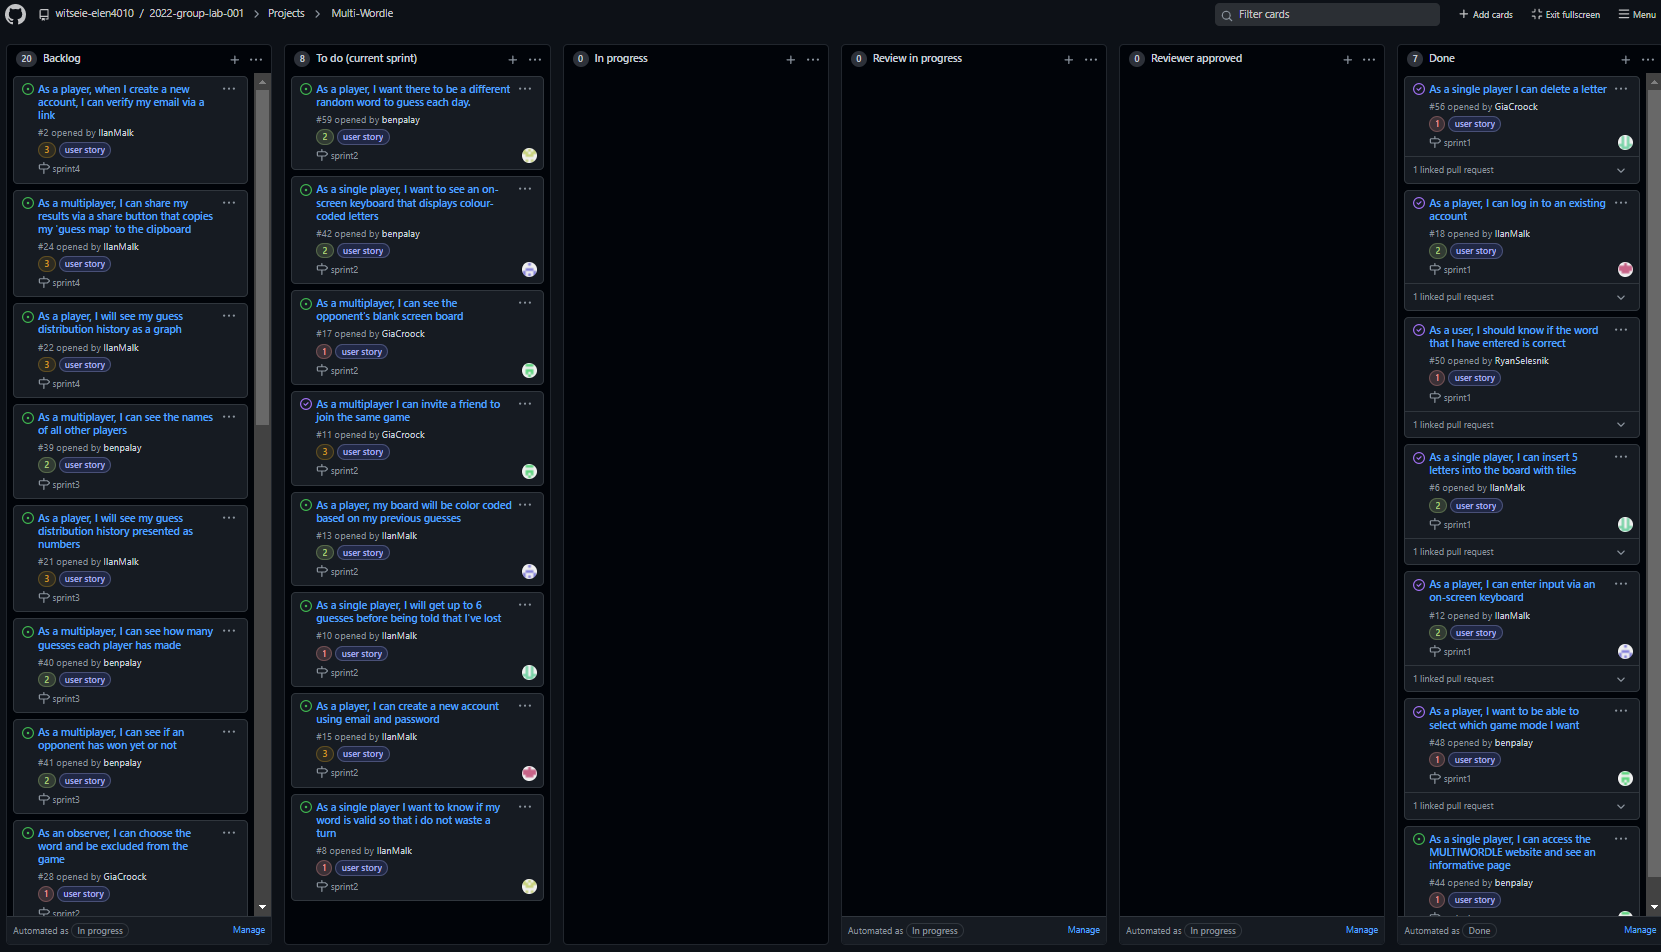 witseie-elen4010 / 2022-group-lab-001 > Projects > Multi-Wordle
Filter cards
+ Add cards
Exit fullscreen
Menu
20 Backlog
As a player, when I create a new
account, I can verify my email via a
link
#2 opened by IlanMalk
3 user story
sprint4
As a multiplayer, I can share my
results via a share button that copies
my 'guess map' to the clipboard
#24 opened by IlanMalk
3 user story
sprint4
As a player, I will see my guess
distribution history as a graph
#22 opened by IlanMalk
3 user story
sprint4
As a multiplayer, I can see the names
of all other players
#39 opened by benpalay
2 user story
sprint3
As a player, I will see my guess
distribution history presented as
numbers
#21 opened by IlanMalk
3 user story
sprint3
As a multiplayer, I can see how many
guesses each player has made
#40 opened by benpalay
2 user story
sprint3
As a multiplayer, I can see if an
opponent has won yet or not
#41 opened by benpalay
2 user story
sprint3
As an observer, I can choose the
word and be excluded from the
game
#28 opened by GiaCroock
1 user story
sprint2
Automated as In progress Manage
8 To do (current sprint)
As a player, I want there to be a different
random word to guess each day.
#59 opened by benpalay
2 user story
sprint2
As a single player, I want to see an on-
screen keyboard that displays colour-
coded letters
#42 opened by benpalay
2 user story
sprint2
As a multiplayer, I can see the
opponent's blank screen board
#17 opened by GiaCroock
1 user story
sprint2
As a multiplayer I can invite a friend to
join the same game
#11 opened by GiaCroock
3 user story
sprint2
As a player, my board will be color coded
based on my previous guesses
#13 opened by IlanMalk
2 user story
sprint2
As a single player, I will get up to 6
guesses before being told that I've lost
#10 opened by IlanMalk
1 user story
sprint2
As a player, I can create a new account
using email and password
#15 opened by IlanMalk
3 user story
sprint2
As a single player I want to know if my
word is valid so that i do not waste a
turn
#8 opened by IlanMalk
1 user story
sprint2
0 In progress
0 Review in progress
Automated as In progress Manage
0 Reviewer approved
Automated as In progress Manage
7 Done
As a single player I can delete a letter
#56 opened by GiaCroock
1 user story
sprint1
1 linked pull request
As a player, I can log in to an existing
account
#18 opened by IlanMalk
2 user story
sprint1
1 linked pull request
As a user, I should know if the word
that I have entered is correct
#50 opened by RyanSelesnik
1 user story
sprint1
1 linked pull request
As a single player, I can insert 5
letters into the board with tiles
#6 opened by IlanMalk
2 user story
sprint1
1 linked pull request
As a player, I can enter input via an
on-screen keyboard
#12 opened by IlanMalk
2 user story
sprint1
1 linked pull request
As a player, I want to be able to
select which game mode I want
#48 opened by benpalay
1 user story
sprint1
1 linked pull request
As a single player, I can access the
MULTIWORDLE website and see an
informative page
#44 opened by benpalay
1 user story
Automated as Done Manage